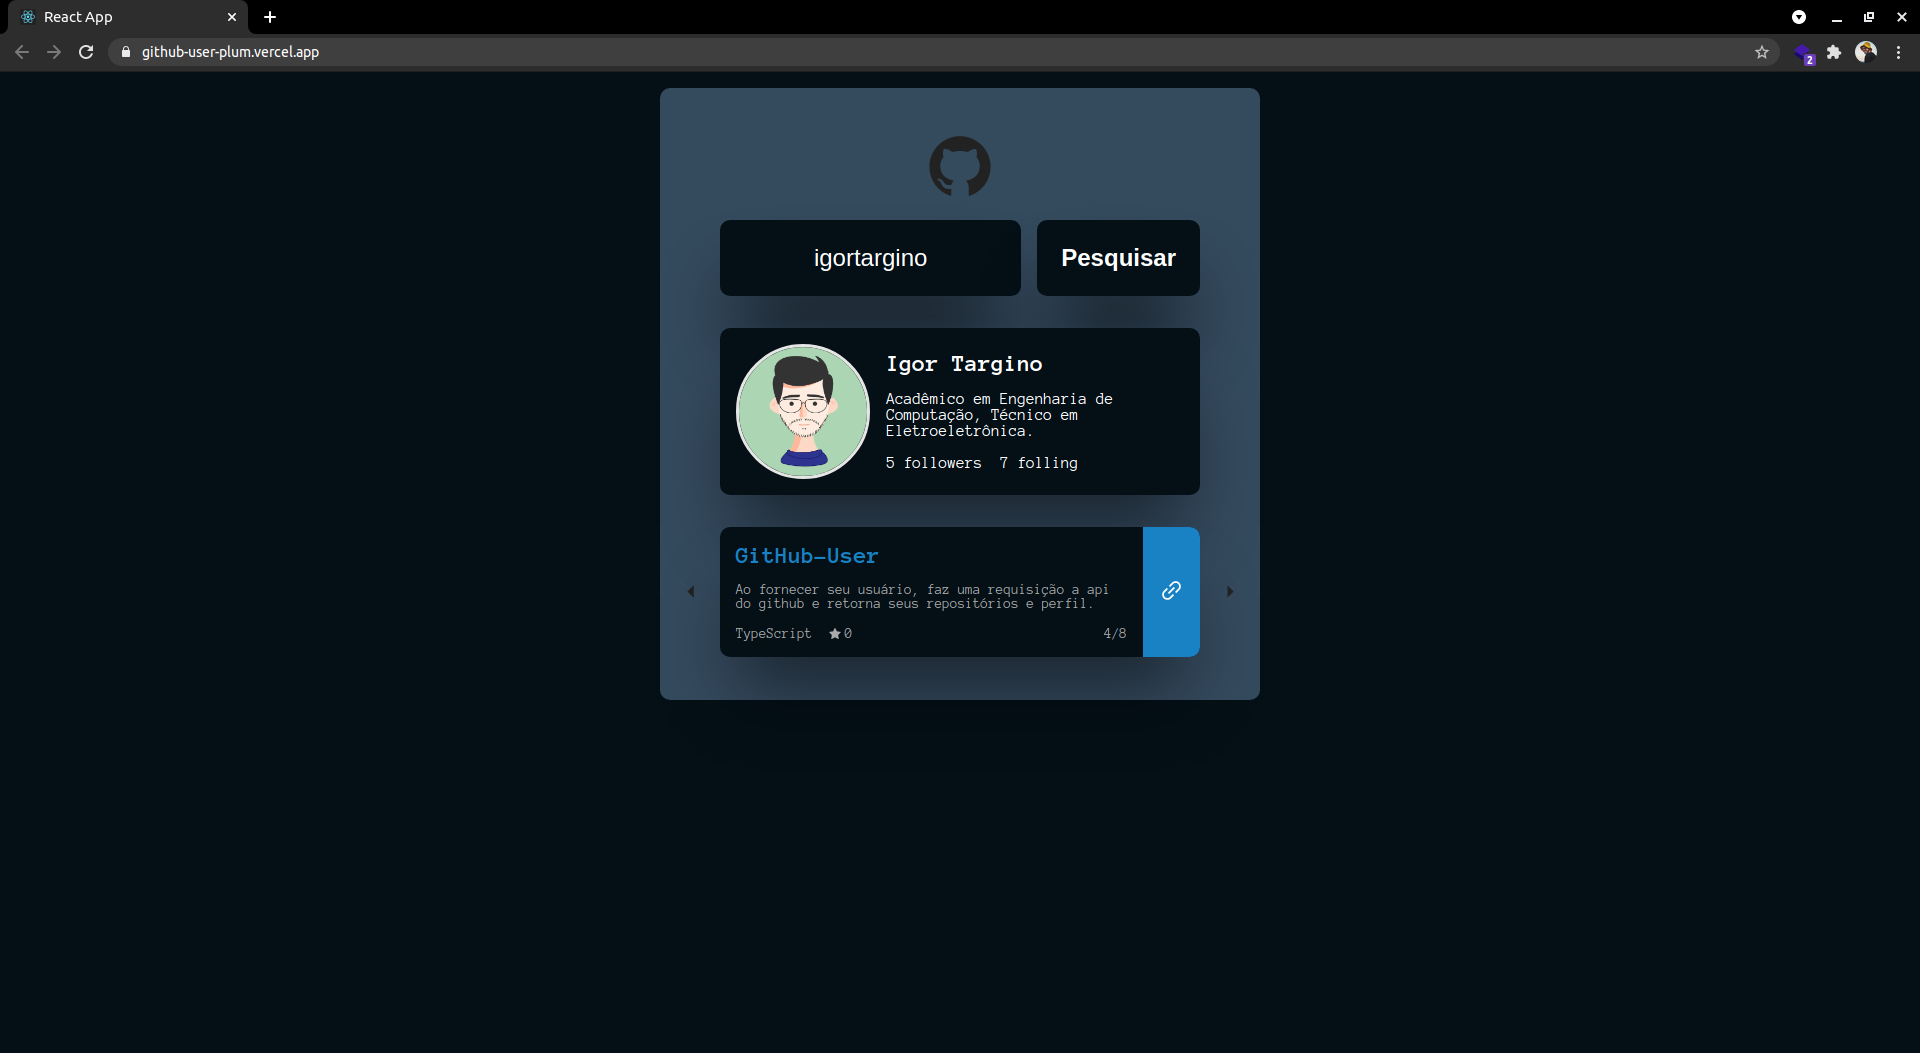 React App
github-user-plum.vercel.app
2
igortargino
Pesquisar
Igor Targino
Acadêmico em Engenharia de
Computação, Técnico em
Eletroeletrônica.
5 followers 7 folling
GitHub-User
Ao fornecer seu usuário, faz uma requisição a api
do github e retorna seus repositórios e perfil.
TypeScript 0 4/8